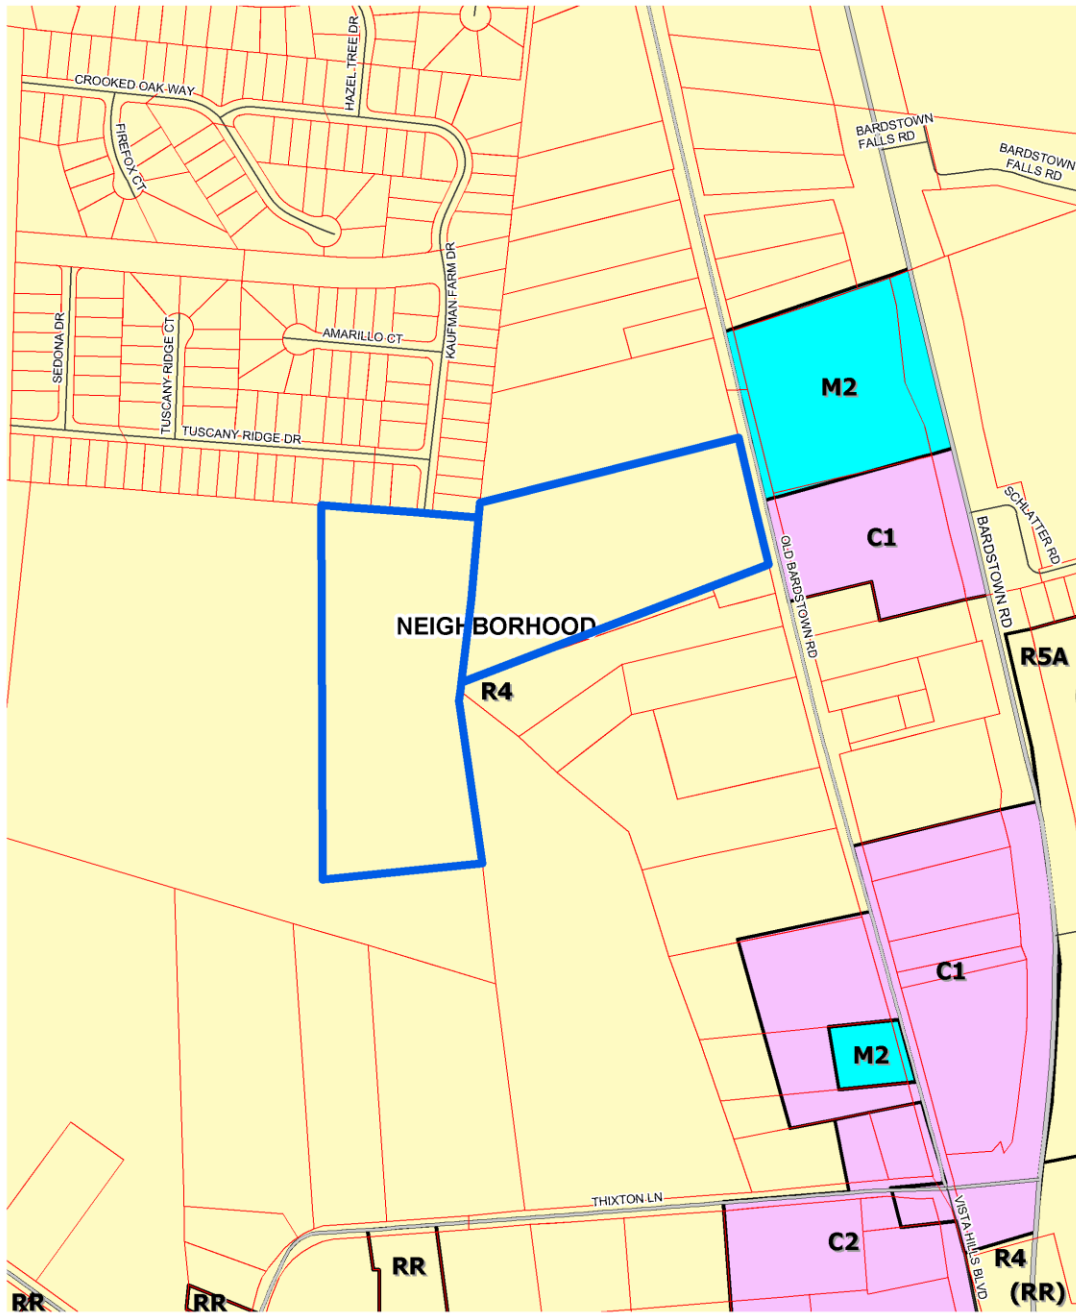 HAZEL TREE DR
CROOKED OAK WAY
FIREFOX CT
BARDSTOWN
FALLS RD
BARDSTOWN
FALLS RD
KAUFMAN FARM DR
SEDONA DR
TUSCANY RIDGE CT
AMARILLO CT
M2
TUSCANY RIDGE DR
SCHLATTER RD
C1
BARDSTOWN RD
OLD BARDSTOWN RD
NEIGHBORHOOD
R5A
R4
C1
M2
THIXTON LN
VISTA HILLS BLVD
C2
R4
(RR)
RR
RR
RR